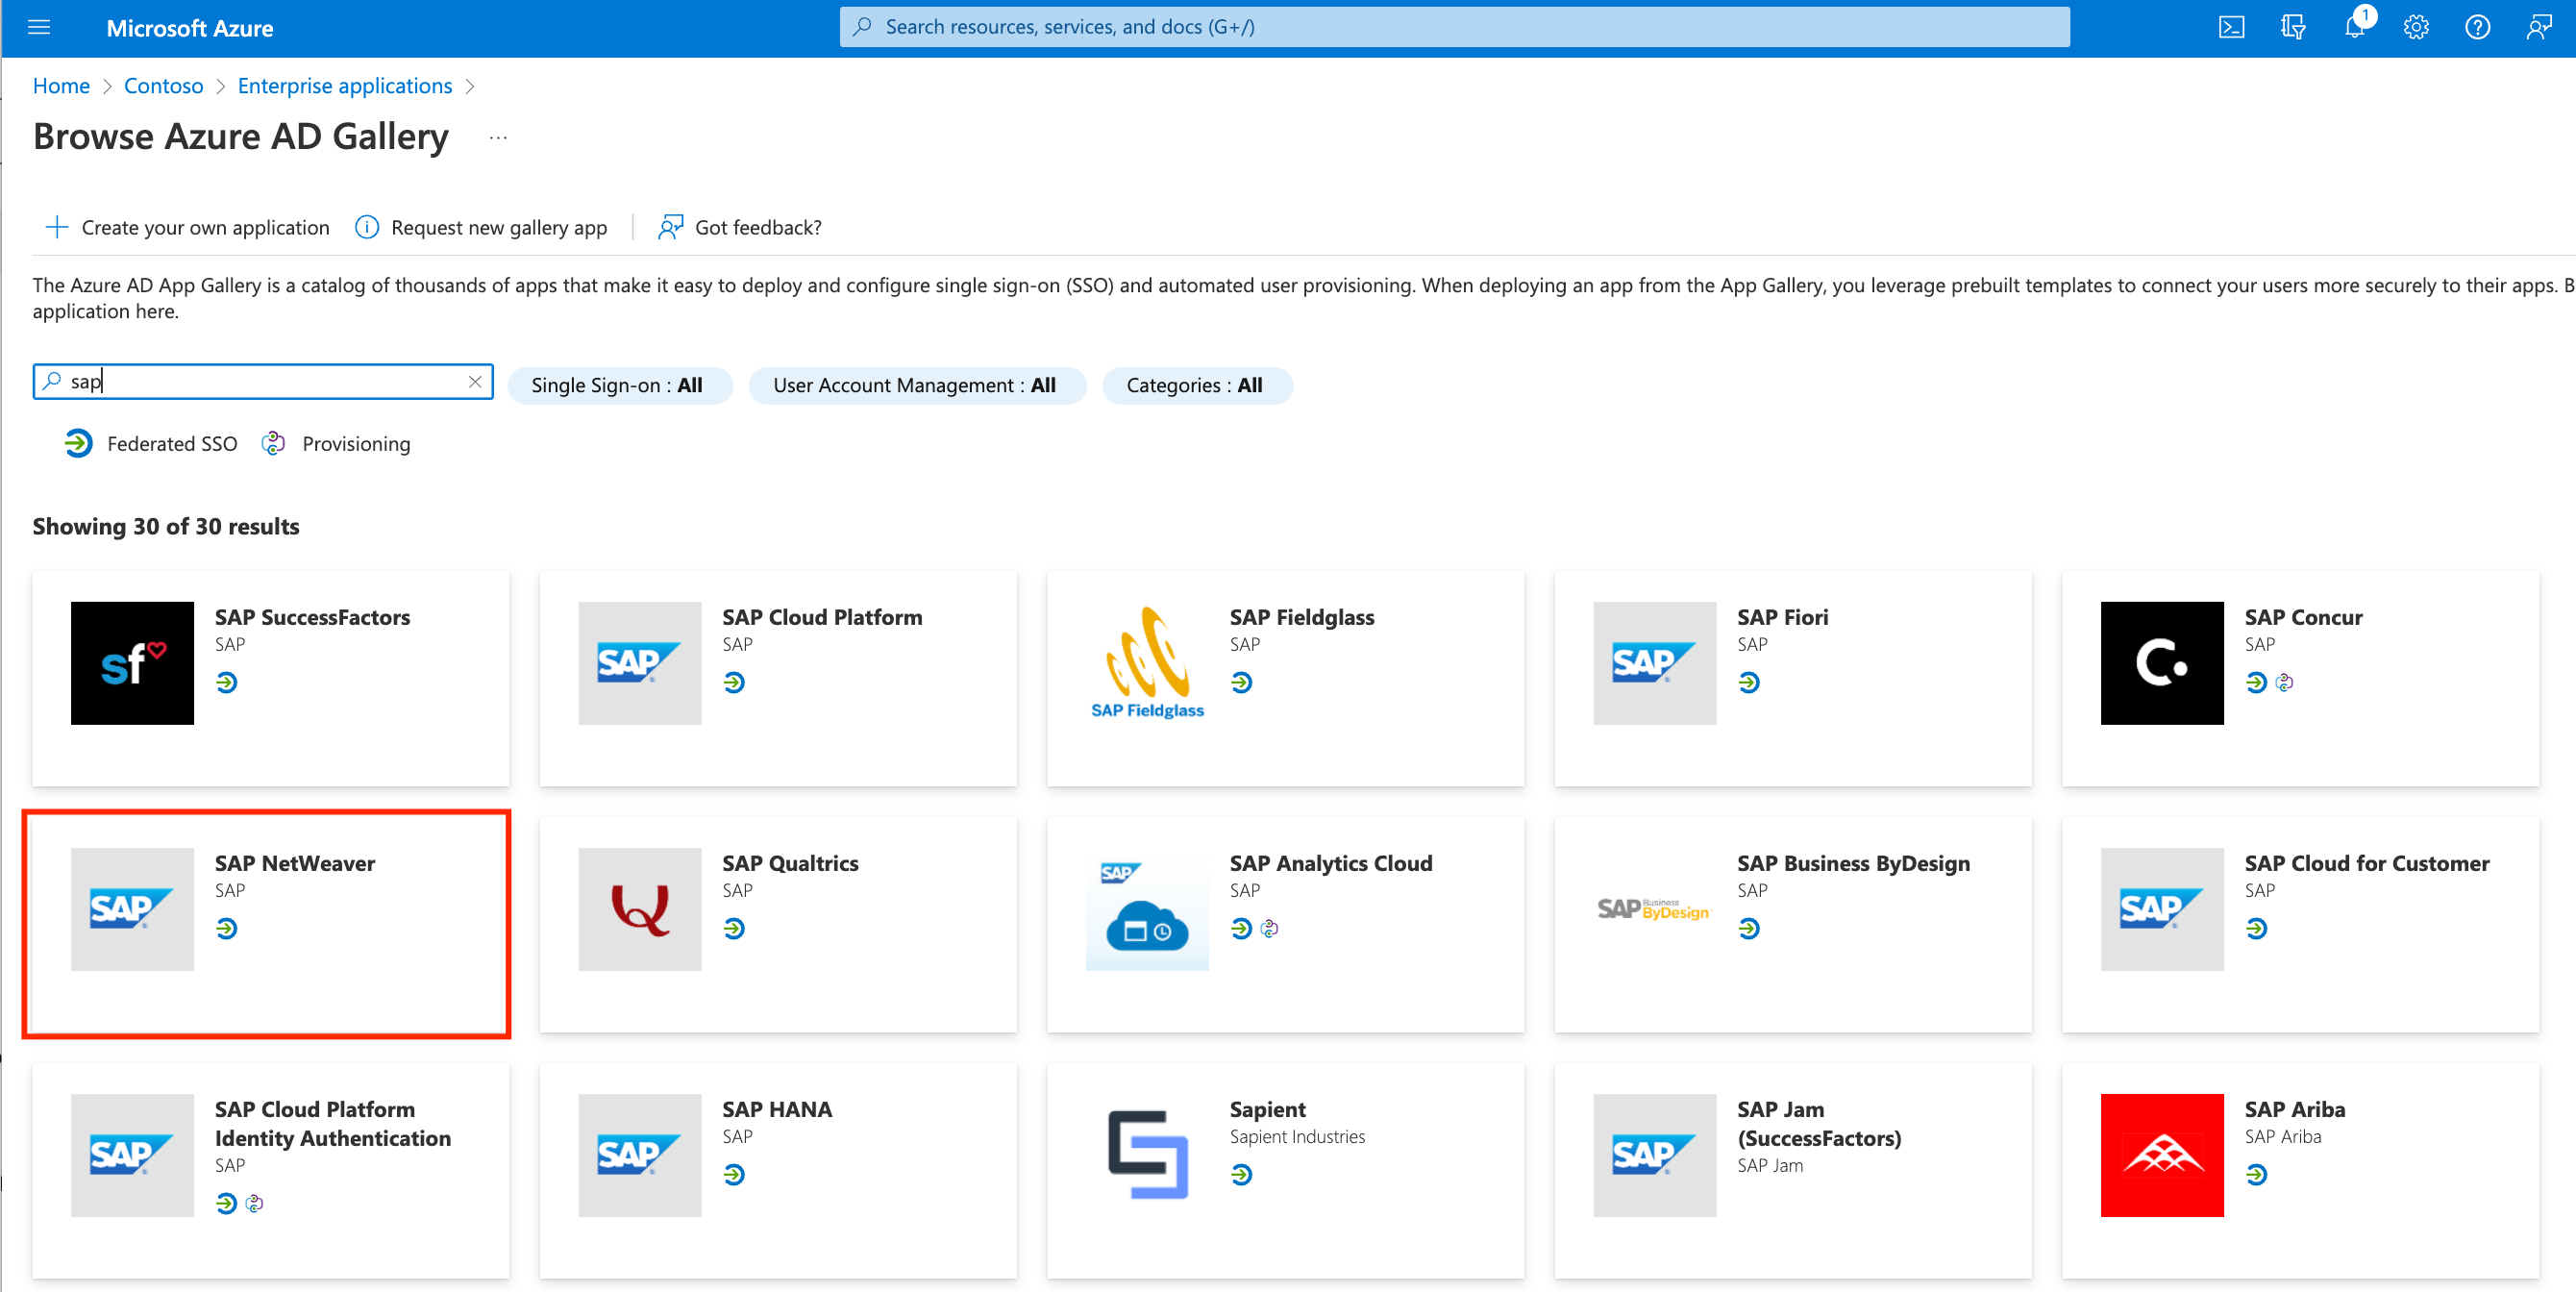 Microsoft Azure
Search resources, services, and docs (G+/)
1
Home > Contoso > Enterprise applications >
Browse Azure AD Gallery ...
Create your own application
Request new gallery app
Got feedback?
The Azure AD App Gallery is a catalog of thousands of apps that make it easy to deploy and configure single sign-on (SSO) and automated user provisioning. When deploying an app from the App Gallery, you leverage prebuilt templates to connect your users more securely to their apps. B
application here.
sap
Single Sign-on : All
User Account Management : All
Categories : All
Federated SSO
Provisioning
Showing 30 of 30 results
sf
SAP SuccessFactors
SAP
SAP
SAP Cloud Platform
SAP
SAP Fieldglass
SAP Fieldglass
SAP
SAP
SAP Fiori
SAP
C.
SAP Concur
SAP
SAP
SAP NetWeaver
SAP
Q
SAP Qualtrics
SAP
SAP
SAP Analytics Cloud
SAP
SAP Business ByDesign
SAP Business ByDesign
SAP
SAP
SAP Cloud for Customer
SAP
SAP
SAP Cloud Platform
Identity Authentication
SAP
SAP
SAP HANA
SAP
Sapient
Sapient Industries
SAP
SAP Jam
(SuccessFactors)
SAP Jam
SAP Ariba
SAP Ariba